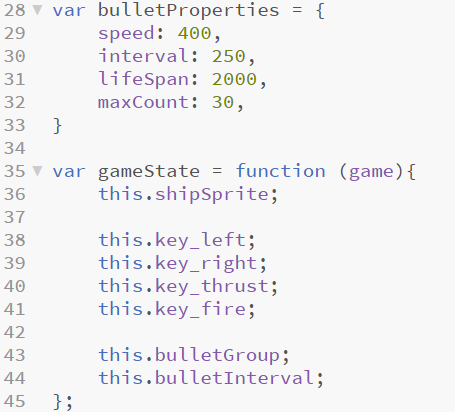 28 var bulletProperties = {
29     speed: 400,
30     interval: 250,
31     lifeSpan: 2000,
32     maxCount: 30,
33 }
34
35 var gameState = function (game){
36     this.shipSprite;
37
38     this.key_left;
39     this.key_right;
40     this.key_thrust;
41     this.key_fire;
42
43     this.bulletGroup;
44     this.bulletInterval;
45 };